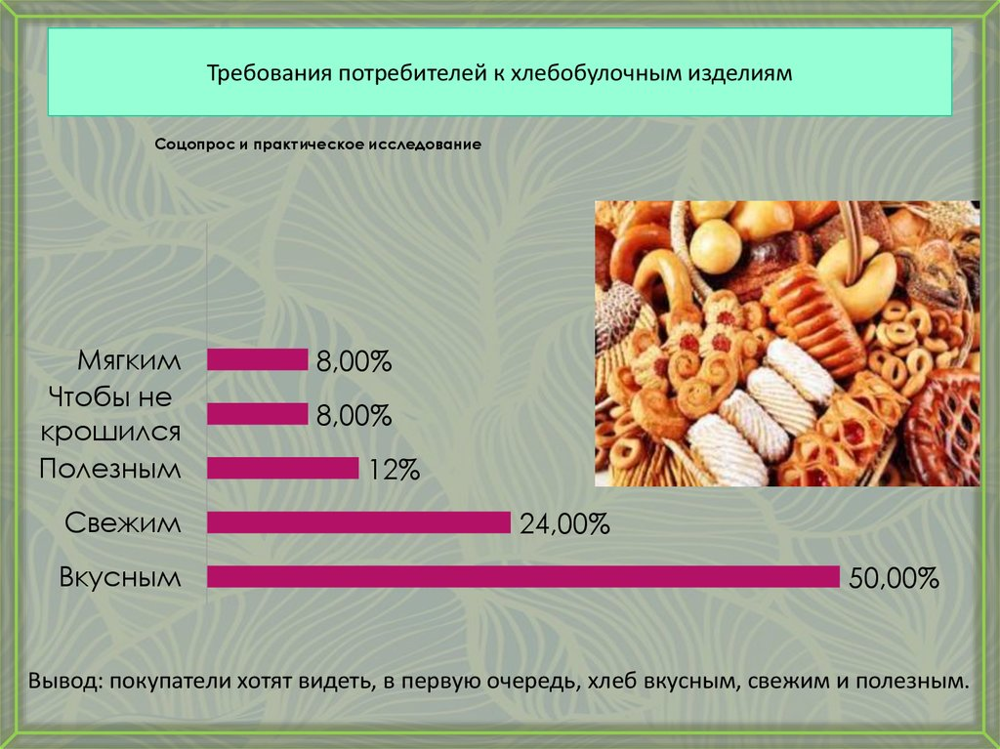 Требования потребителей к хлебобулочным изделиям
Соцопрос и практическое исследование
Мягким 8,00%
Чтобы не
крошился 8,00%
Полезным 12%
Свежим 24,00%
Вкусным 50,00%
Вывод: покупатели хотят видеть, в первую очередь, хлеб вкусным, свежим и полезным.